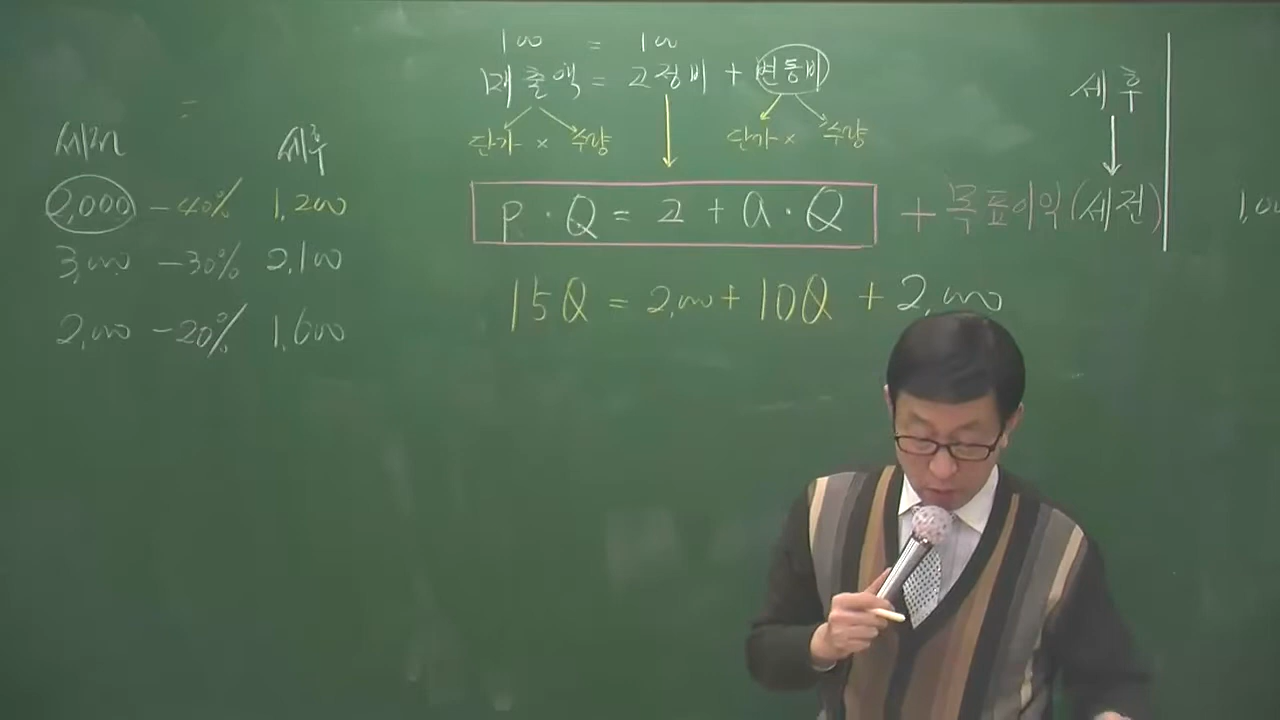 100 = 100
매출액 = 고정비 + 변동비
단가 × 수량 단가 × 수량
P · Q = 고 + a · Q + 목표이익(세전)
세후
15Q = 2,000 + 10Q + 2,000
세전 세후
2,000 -40% 1,200
3,000 -30% 2,100
2,000 -20% 1,600